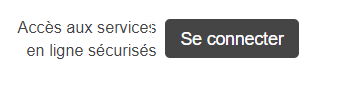 Accès aux services
en ligne sécurisés
Se connecter